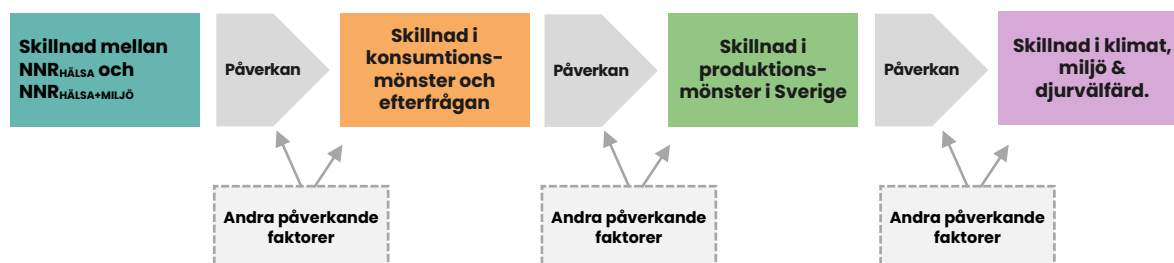 Skillnad mellan
NNRHÄLSA och
NNRHÄLSA+MILJÖ
Påverkan
Skillnad i
konsumtions-
mönster och
efterfrågan
Påverkan
Skillnad i
produktions-
mönster i Sverige
Påverkan
Skillnad i klimat,
miljö &
djurvälfärd.
Andra påverkande
faktorer
Andra påverkande
faktorer
Andra påverkande
faktorer